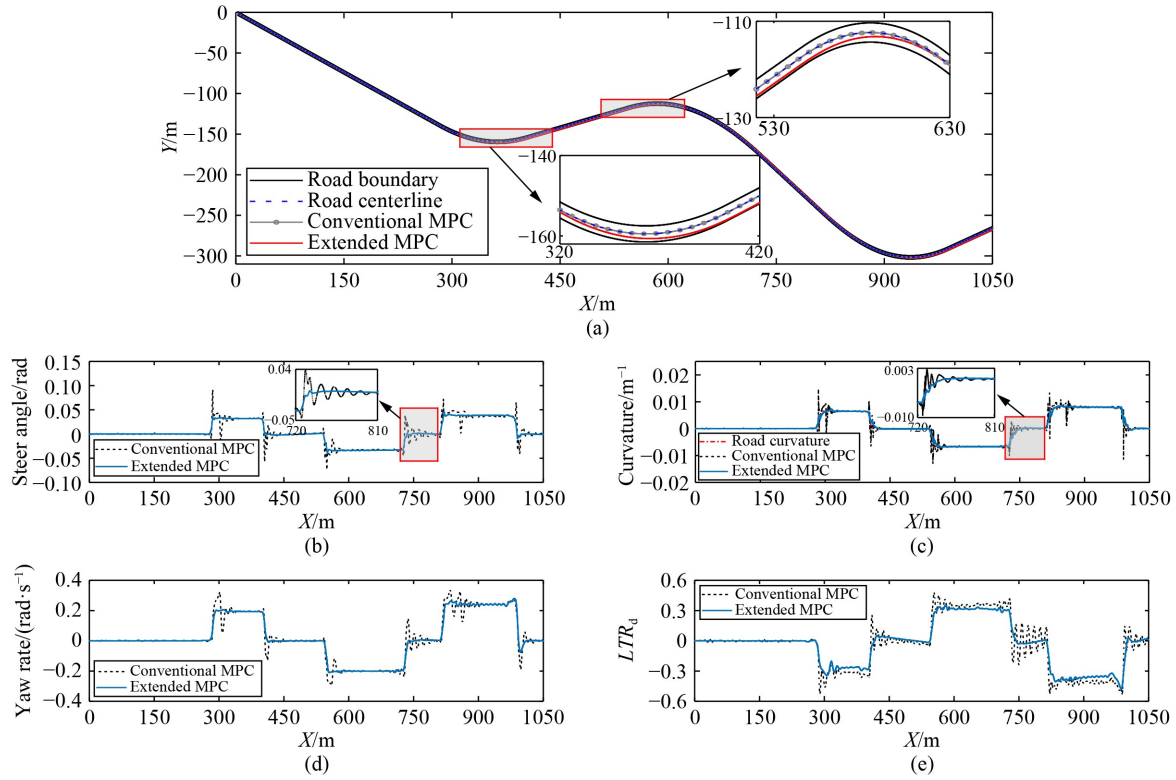 0
−50
−100
−150
−200
−250
−300
Y/m
0
150
300
450
600
750
900
1050
X/m
−110
−130
530
630
−140
−160
320
420
Road boundary
Road centerline
Conventional MPC
Extended MPC
(a)
0.15
0.10
0.05
0
−0.05
−0.10
Steer angle/rad
0.04
−0.05
720
810
Conventional MPC
Extended MPC
0 150 300 450 600 750 900 1050
X/m
(b)
0.02
0.01
0
−0.01
−0.02
Curvature/m⁻¹
0.003
−0.010
720
810
Road curvature
Conventional MPC
Extended MPC
0 150 300 450 600 750 900 1050
X/m
(c)
0.4
0.2
0
−0.2
−0.4
Yaw rate/(rad·s⁻¹)
Conventional MPC
Extended MPC
0 150 300 450 600 750 900 1050
X/m
(d)
0.6
0.3
0
−0.3
−0.6
LTR_d
Conventional MPC
Extended MPC
0 150 300 450 600 750 900 1050
X/m
(e)